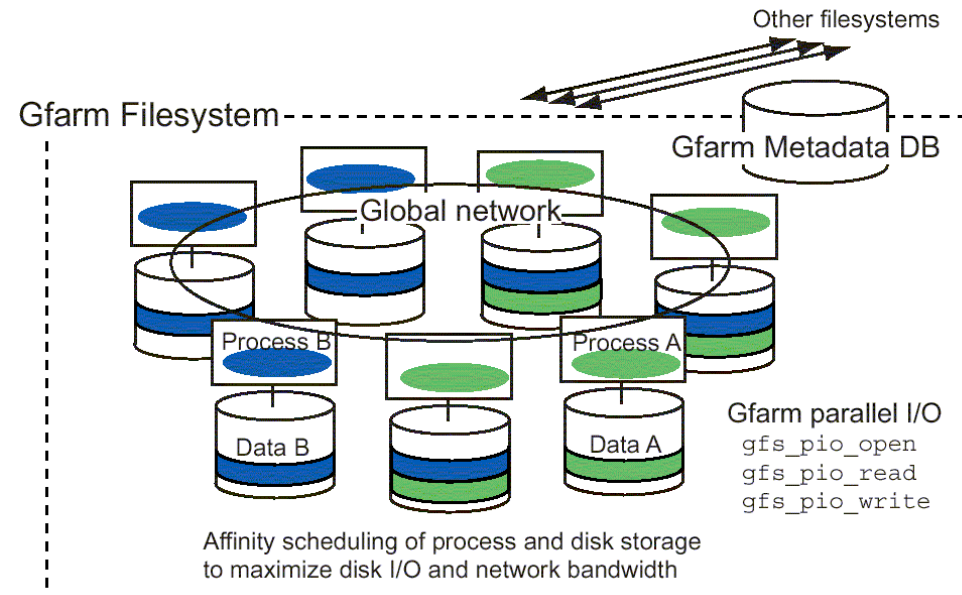 Other filesystems
Gfarm Filesystem
Gfarm Metadata DB
Global network
Process B
Process A
Data B
Data A
Gfarm parallel I/O
gfs_pio_open
gfs_pio_read
gfs_pio_write
Affinity scheduling of process and disk storage
to maximize disk I/O and network bandwidth